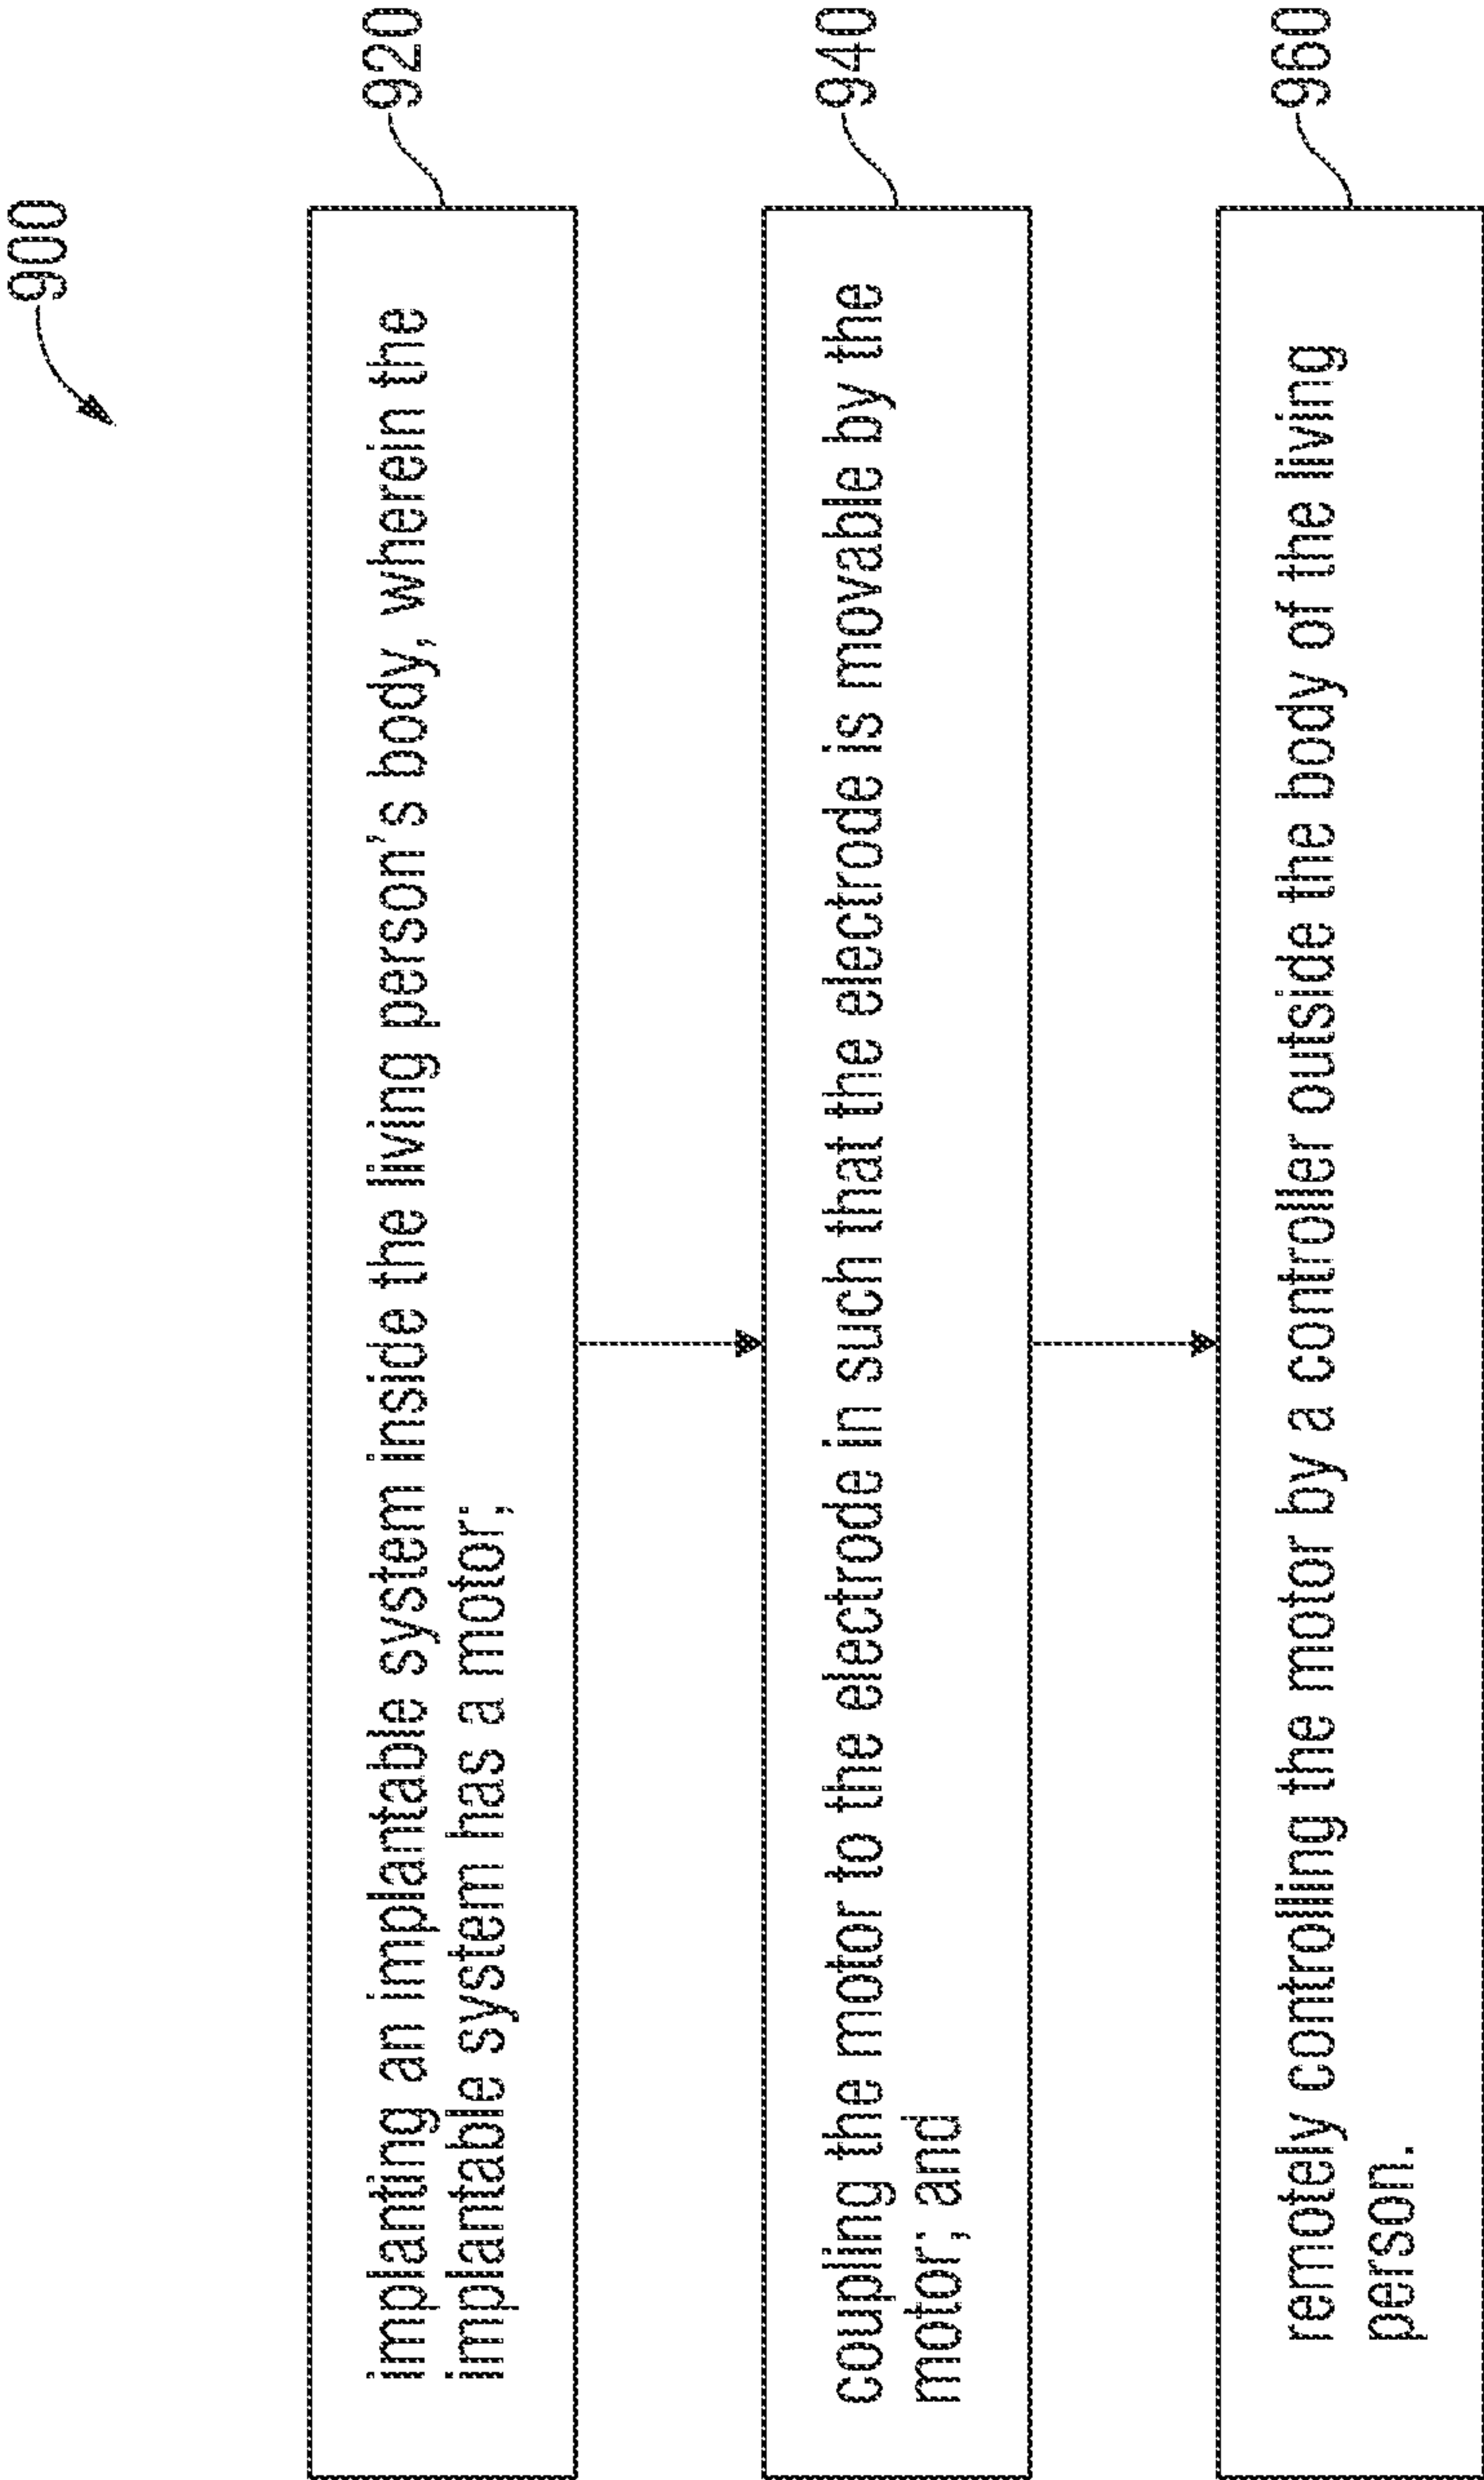 900
920
implanting an implantable system inside the living person's body, wherein the
implantable system has a motor;
940
coupling the motor to the electrode in such that the electrode is movable by the
motor; and
960
remotely controlling the motor by a controller outside the body of the living
person.